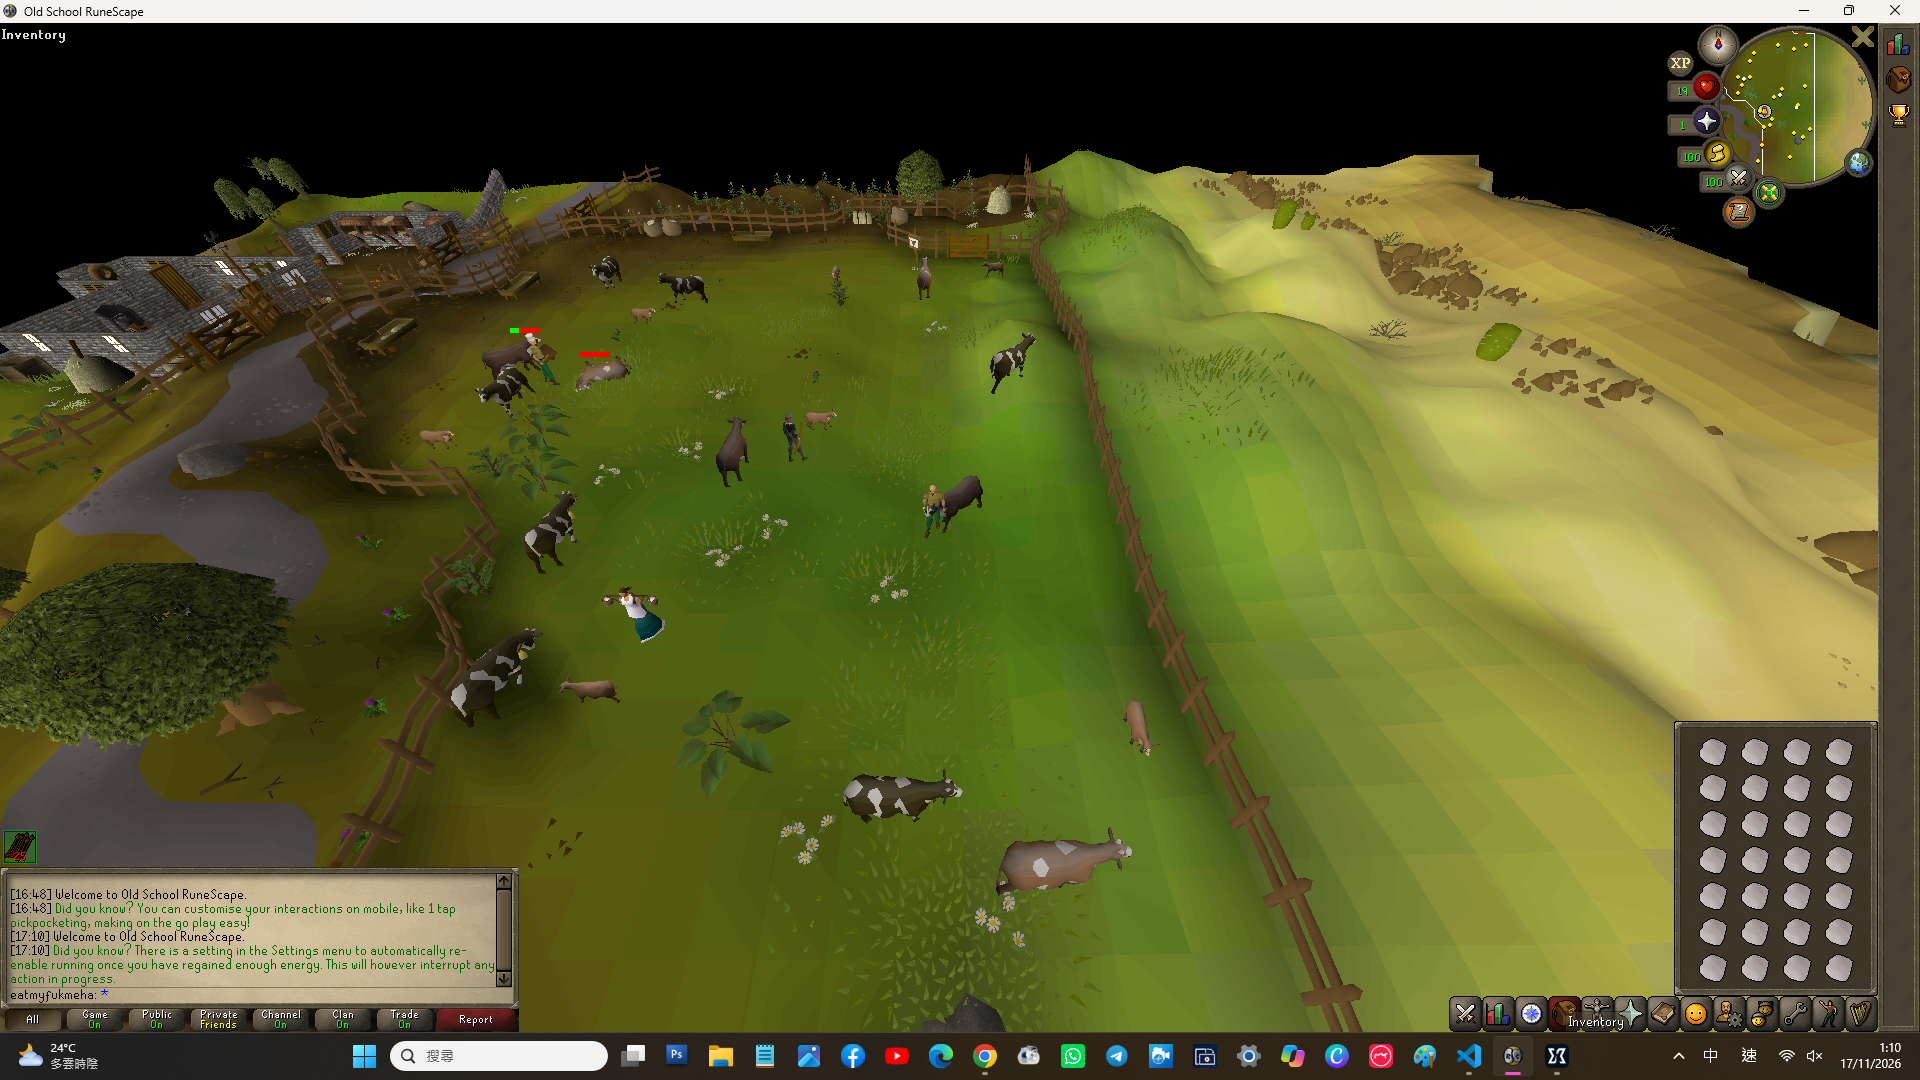 Old School RuneScape
Inventory
N
XP
19
1
100
100
23
[16:48] Welcome to Old School RuneScape.
[16:48] Did you know? You can customise your interactions on mobile, like 1 tap
pickpocketing, making on the go play easy!
[17:10] Welcome to Old School RuneScape.
[17:10] Did you know? There is a setting in the Settings menu to automatically re-
enable running once you have regained enough energy. This will however interrupt any
action in progress.
eatmyfukmeha: *
All
Game
On
Public
On
Private
Friends
Channel
On
Clan
On
Trade
On
Report
Inventory
24°C
多雲時陰
搜尋
Ps
中
速
1:10
17/11/2026